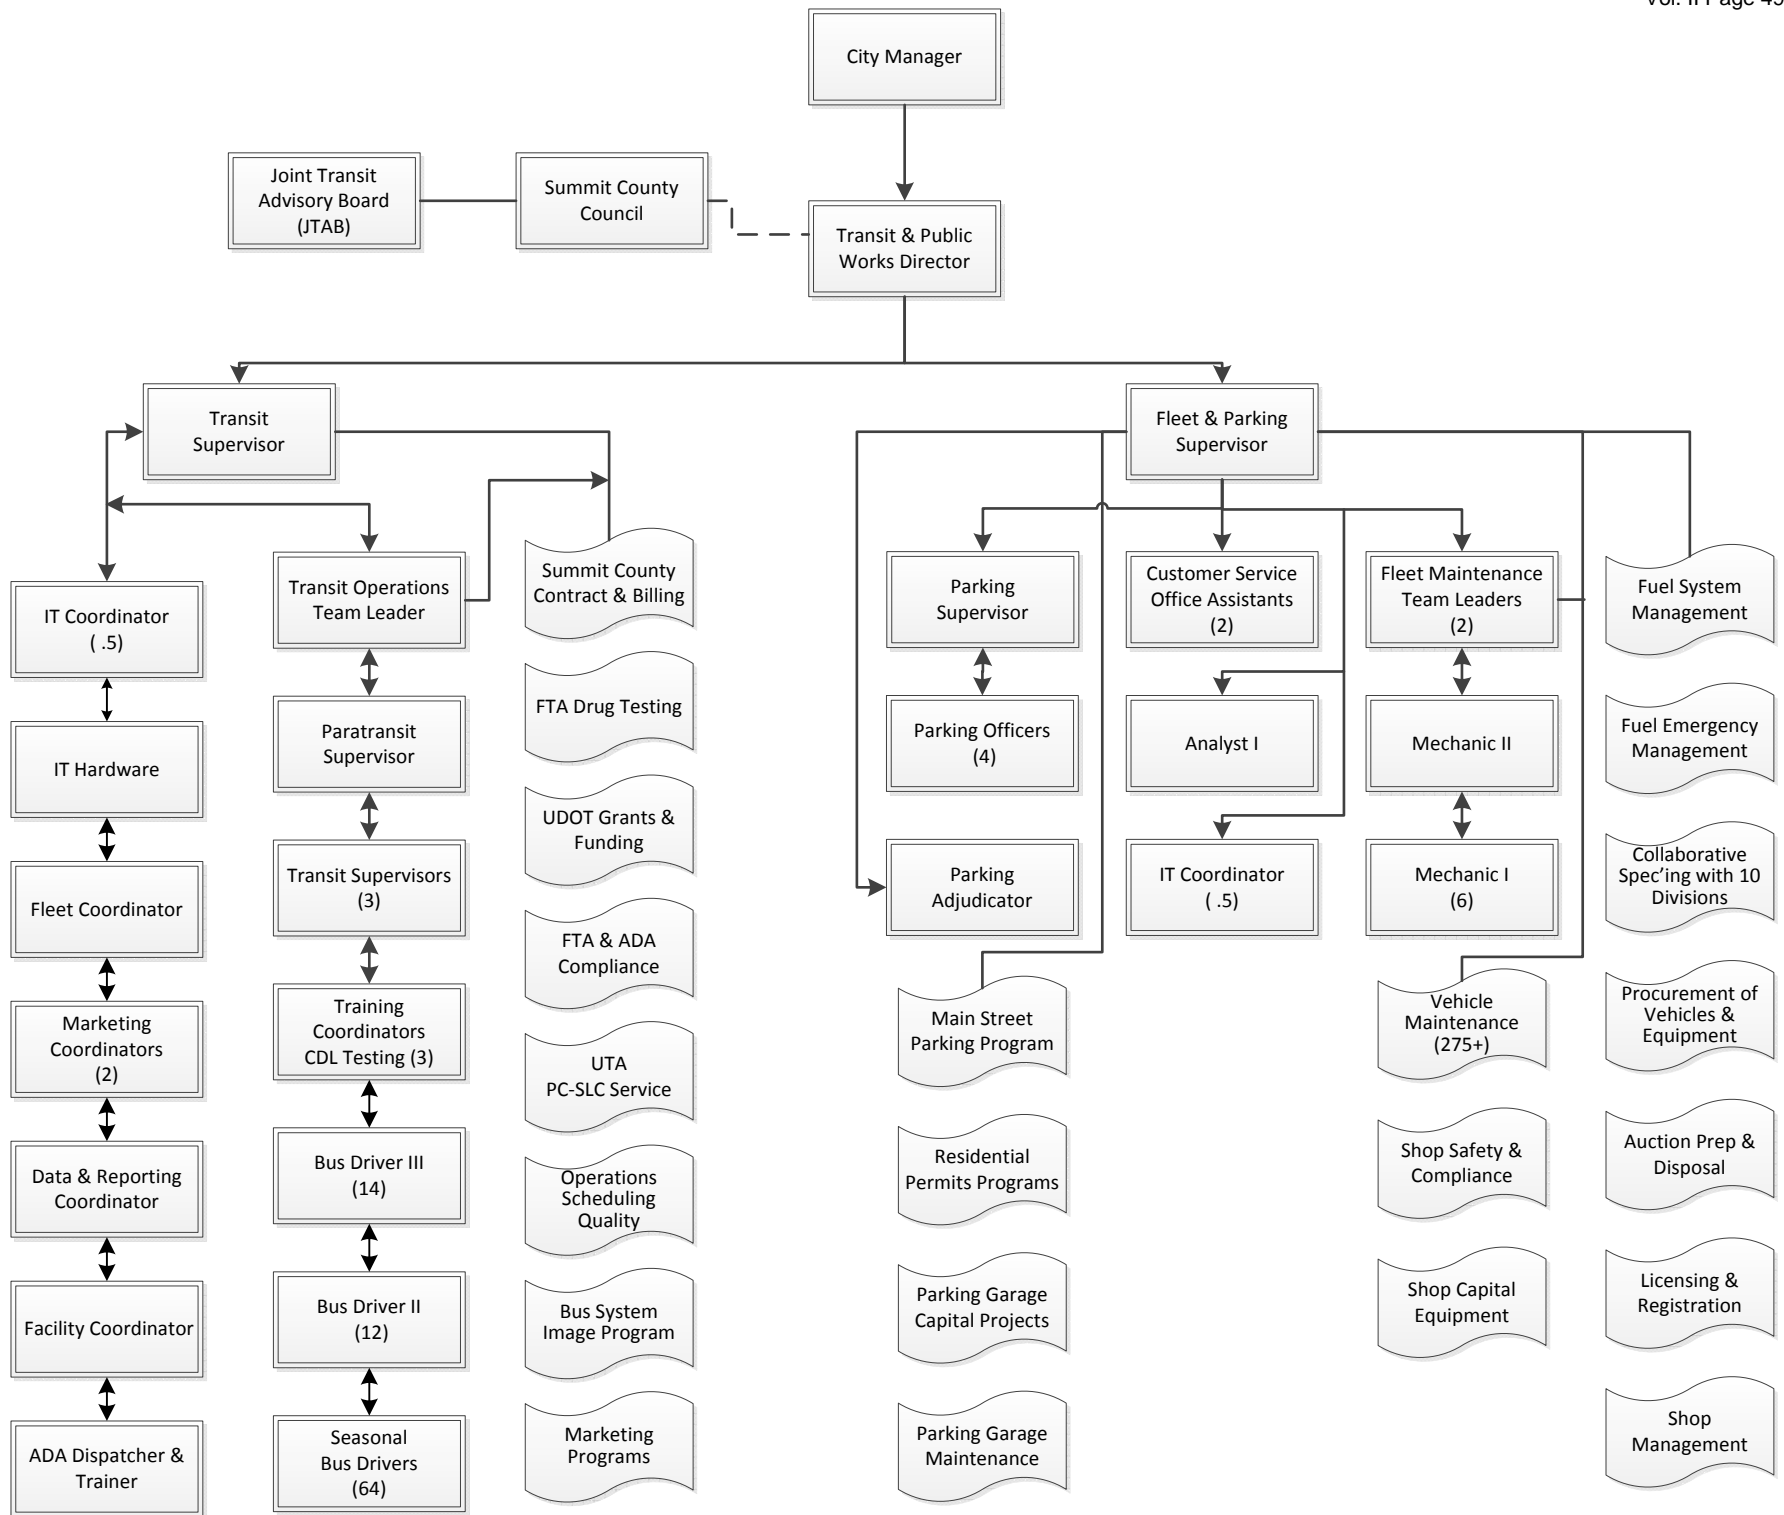 Vol. II Page 49
City Manager
Joint Transit
Advisory Board
(JTAB)
Summit County
Council
Transit & Public
Works Director
Transit
Supervisor
Fleet & Parking
Supervisor
IT Coordinator
( .5)
IT Hardware
Fleet Coordinator
Marketing
Coordinators
(2)
Data & Reporting
Coordinator
Facility Coordinator
ADA Dispatcher &
Trainer
Transit Operations
Team Leader
Paratransit
Supervisor
Transit Supervisors
(3)
Training
Coordinators
CDL Testing (3)
Bus Driver III
(14)
Bus Driver II
(12)
Seasonal
Bus Drivers
(64)
Summit County
Contract & Billing
FTA Drug Testing
UDOT Grants &
Funding
FTA & ADA
Compliance
UTA
PC-SLC Service
Operations
Scheduling
Quality
Bus System
Image Program
Marketing
Programs
Parking
Supervisor
Parking Officers
(4)
Parking
Adjudicator
Main Street
Parking Program
Residential
Permits Programs
Parking Garage
Capital Projects
Parking Garage
Maintenance
Customer Service
Office Assistants
(2)
Analyst I
IT Coordinator
( .5)
Fleet Maintenance
Team Leaders
(2)
Mechanic II
Mechanic I
(6)
Vehicle
Maintenance
(275+)
Shop Safety &
Compliance
Shop Capital
Equipment
Fuel System
Management
Fuel Emergency
Management
Collaborative
Spec’ing with 10
Divisions
Procurement of
Vehicles &
Equipment
Auction Prep &
Disposal
Licensing &
Registration
Shop
Management